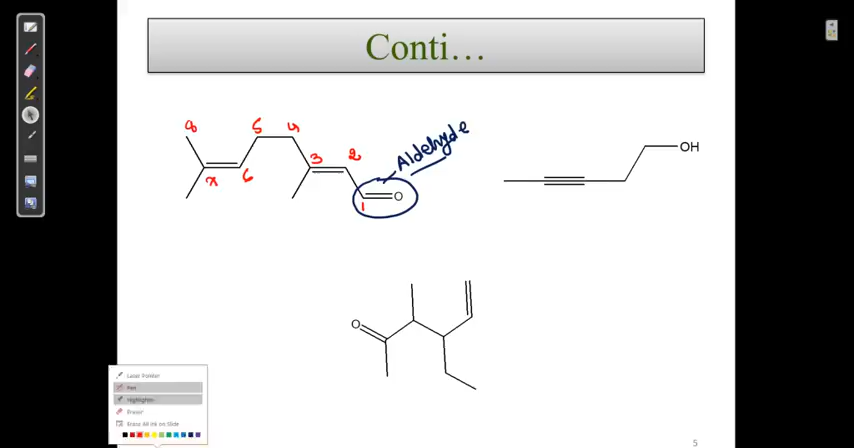 Conti…
8
5
4
3
2
7
6
1
O
Aldehyde
OH
O
Laser Pointer
Pen
Highlighter
Eraser
Erase All Ink on Slide
5